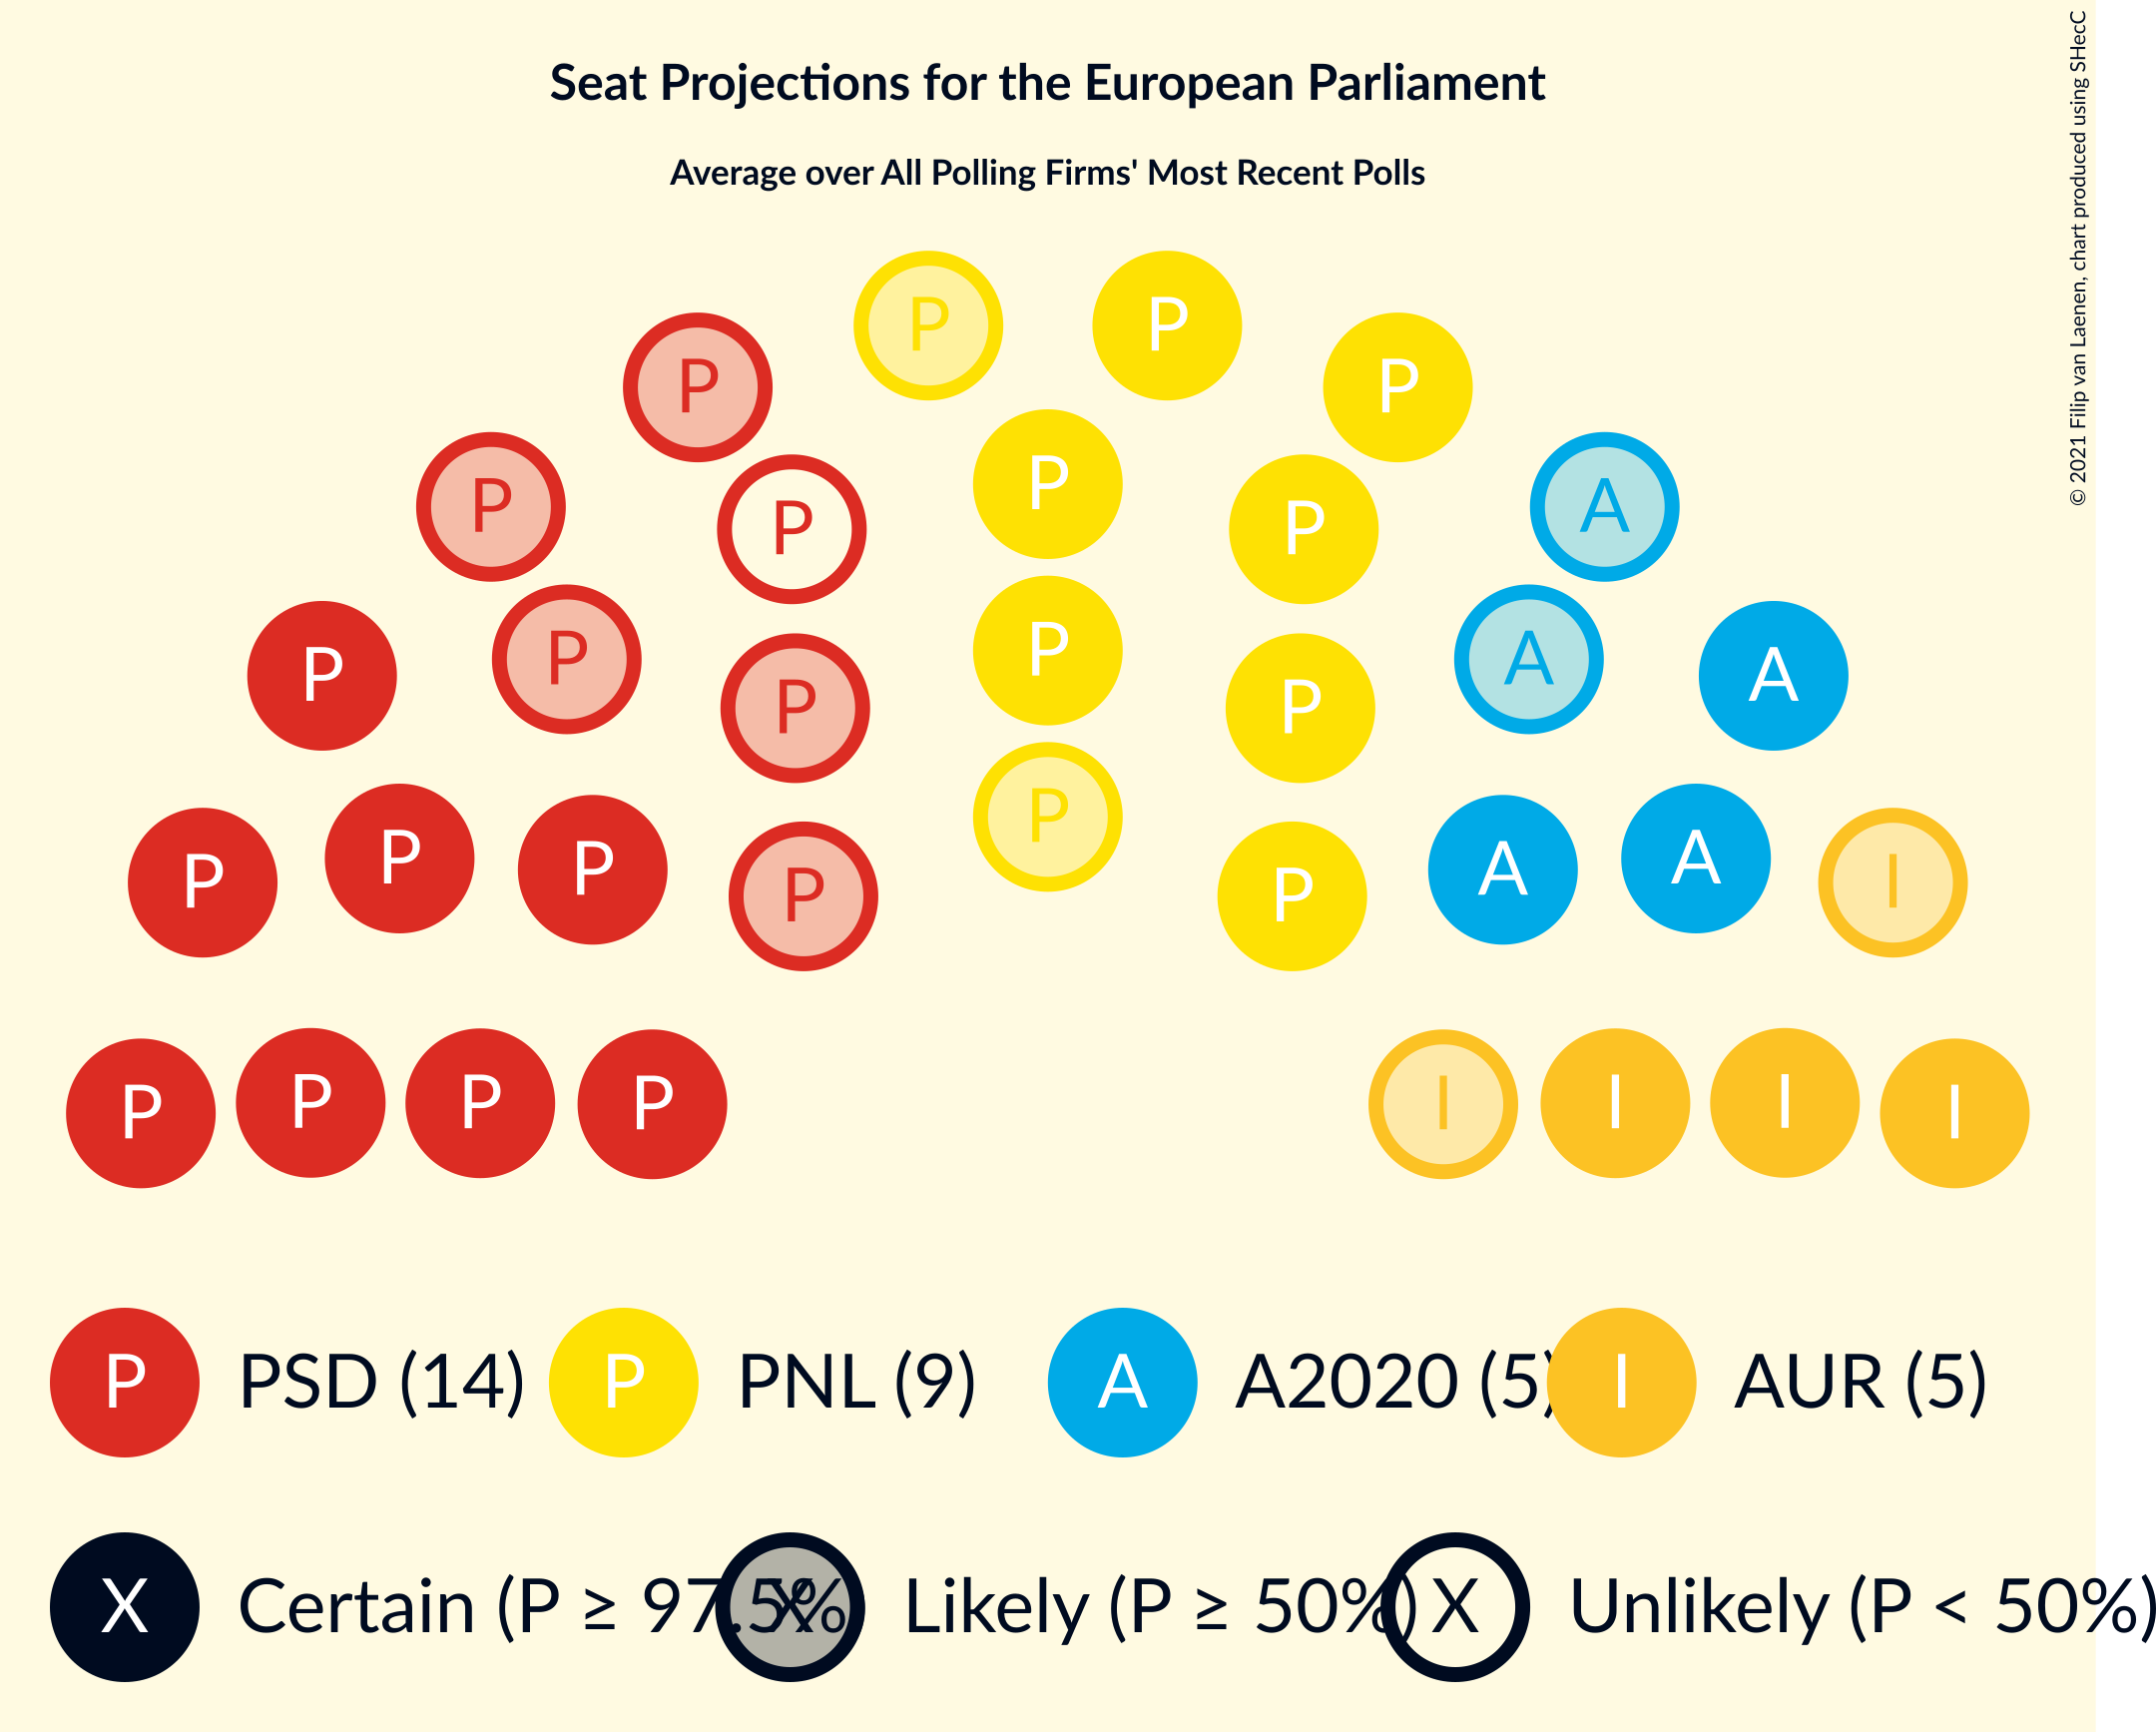 Seat Projections for the European Parliament
Average over All Polling Firms' Most Recent Polls
© 2021 Filip van Laenen, chart produced using SHecC
P P
P P
P A
P P P
P P
P A
P P A
P P
P
P P
P A
P P A I
P P
P P P P I I I I
P PSD (14) P PNL (9) A A2020 (5) I AUR (5)
X Certain (P ≥ 97.5% X Likely (P ≥ 50%) X Unlikely (P < 50%)